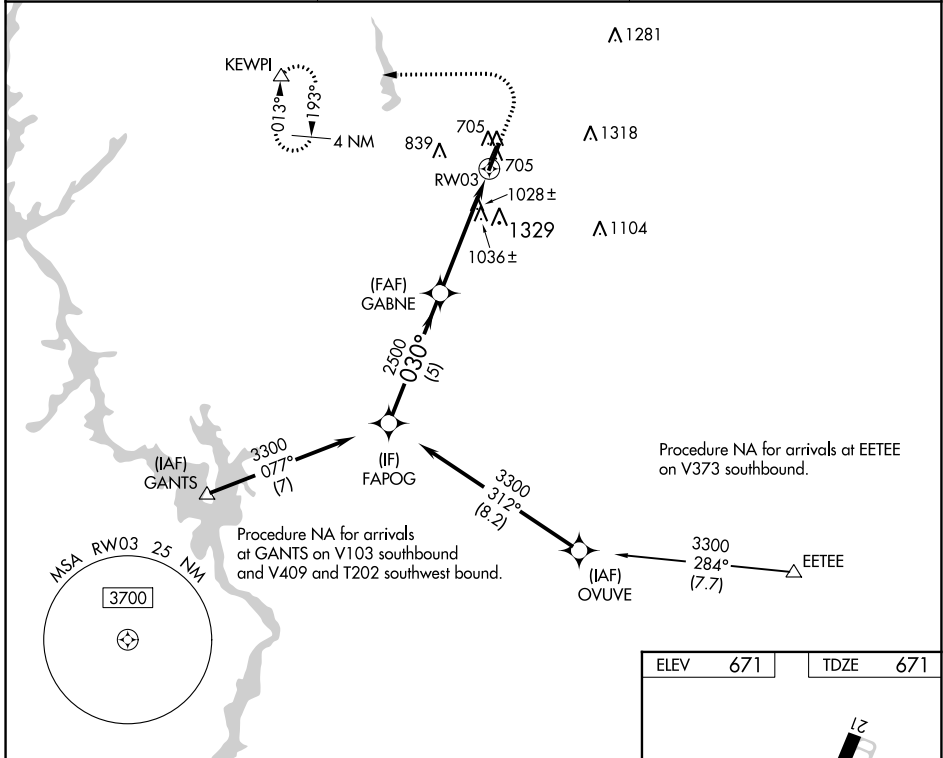 1281
KEWPI
013°
193°
4 NM
839
705
1318
705
RW03
1028±
1329
1104
1036±
(FAF)
GABNE
2500
030°
(5)
(IAF)
GANTS
3300
077°
(7)
(IF)
FAPOG
Procedure NA for arrivals at EETEE
on V373 southbound.
3300
312°
(8.2)
Procedure NA for arrivals
at GANTS on V103 southbound
and V409 and T202 southwest bound.
(IAF)
OVUVE
3300
284°
(7.7)
EETEE
MSA RW03 25 NM
3700
ELEV 671
TDZE 671
21